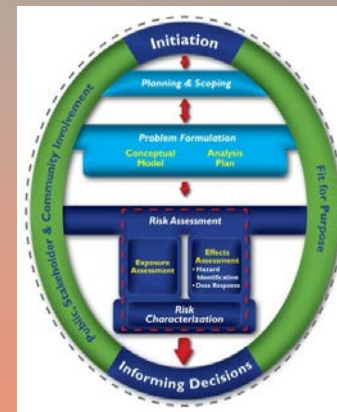 Initiation
Planning & Scoping
Problem Formulation
Conceptual
Model
Analysis
Plan
Risk Assessment
Exposure
Assessment
Effects
Assessment
• Hazard
Identification
• Dose Response
Risk
Characterization
Informing Decisions
Public, Stakeholder & Community Involvement
Fit for Purpose